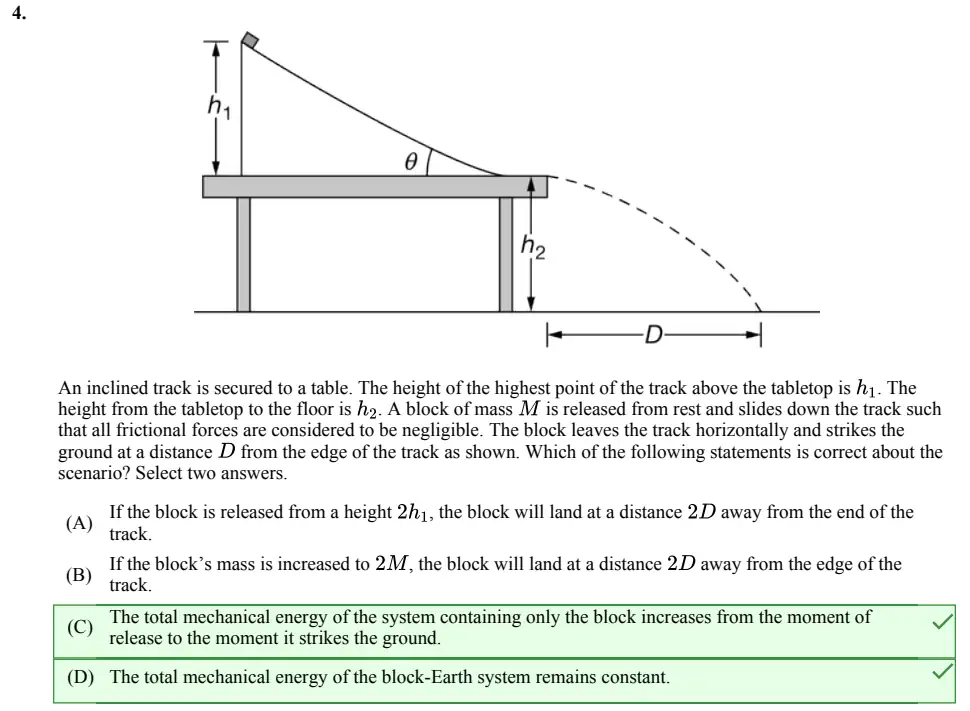 4.
h₁
θ
h₂
D
An inclined track is secured to a table. The height of the highest point of the track above the tabletop is h₁. The
height from the tabletop to the floor is h₂. A block of mass M is released from rest and slides down the track such
that all frictional forces are considered to be negligible. The block leaves the track horizontally and strikes the
ground at a distance D from the edge of the track as shown. Which of the following statements is correct about the
scenario? Select two answers.
(A) If the block is released from a height 2h₁, the block will land at a distance 2D away from the end of the
track.
(B) If the block’s mass is increased to 2M, the block will land at a distance 2D away from the edge of the
track.
(C) The total mechanical energy of the system containing only the block increases from the moment of
release to the moment it strikes the ground.
(D) The total mechanical energy of the block-Earth system remains constant.